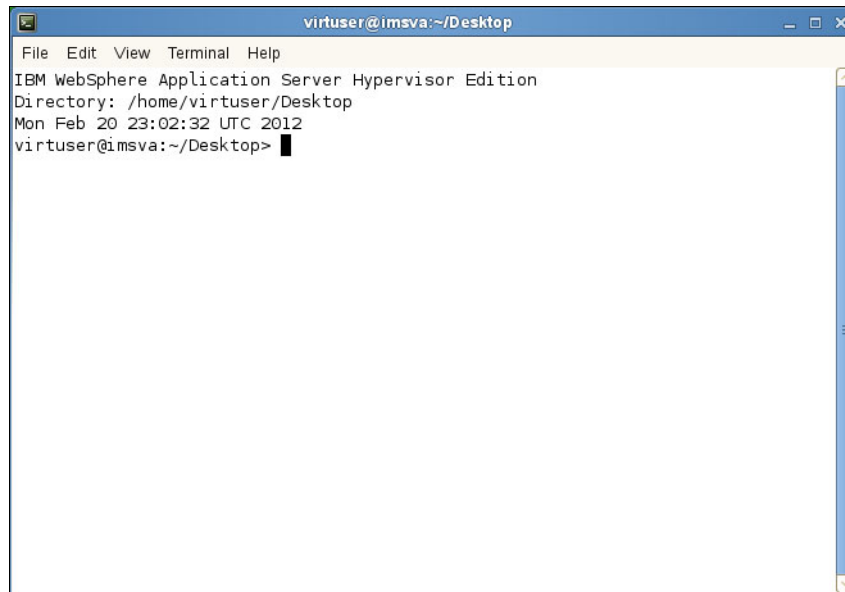 virtuser@imsva:~/Desktop
File Edit View Terminal Help
IBM WebSphere Application Server Hypervisor Edition
Directory: /home/virtuser/Desktop
Mon Feb 20 23:02:32 UTC 2012
virtuser@imsva:~/Desktop>